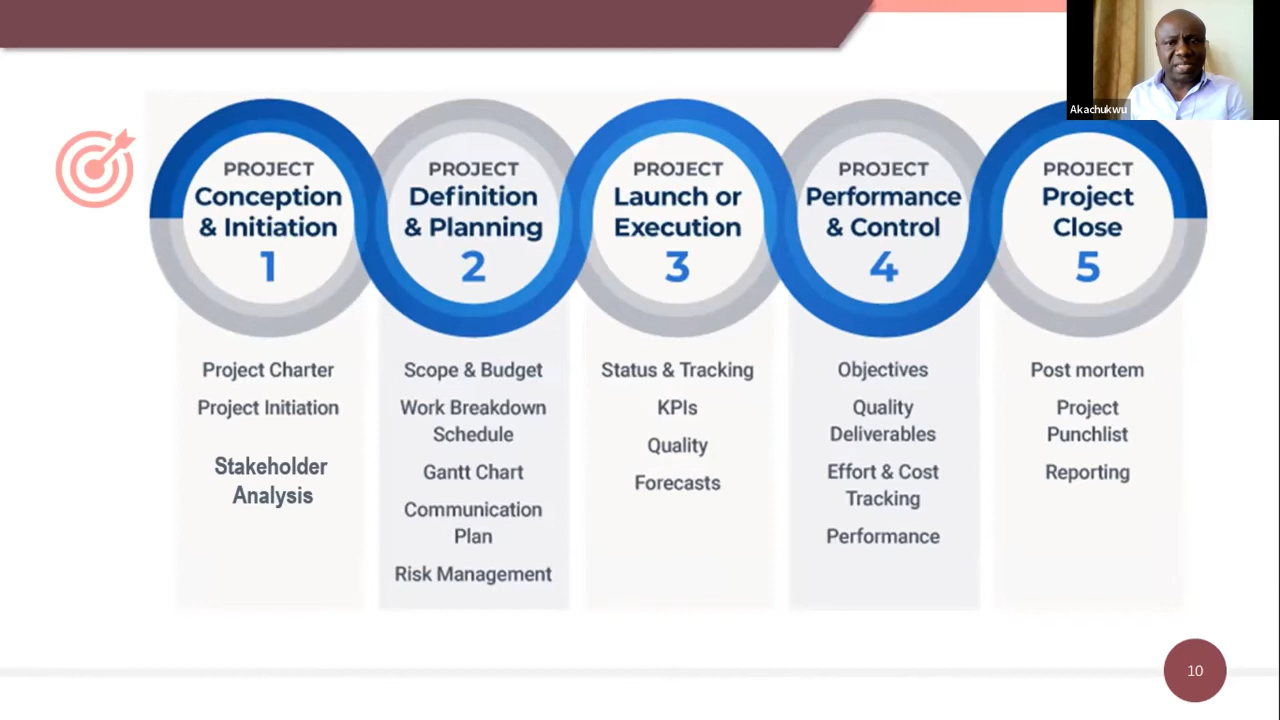 Akachukwu
PROJECT
Conception
& Initiation
1
Project Charter
Project Initiation
Stakeholder
Analysis
PROJECT
Definition
& Planning
2
Scope & Budget
Work Breakdown
Schedule
Gantt Chart
Communication
Plan
Risk Management
PROJECT
Launch or
Execution
3
Status & Tracking
KPIs
Quality
Forecasts
PROJECT
Performance
& Control
4
Objectives
Quality
Deliverables
Effort & Cost
Tracking
Performance
PROJECT
Project
Close
5
Post mortem
Project
Punchlist
Reporting
10